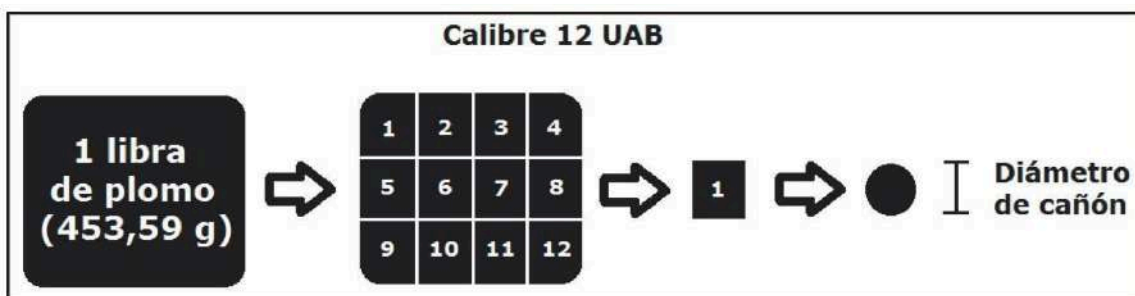 Calibre 12 UAB
1 libra
de plomo
(453,59 g)
1 2 3 4
5 6 7 8
9 10 11 12
1
Diámetro
de cañón